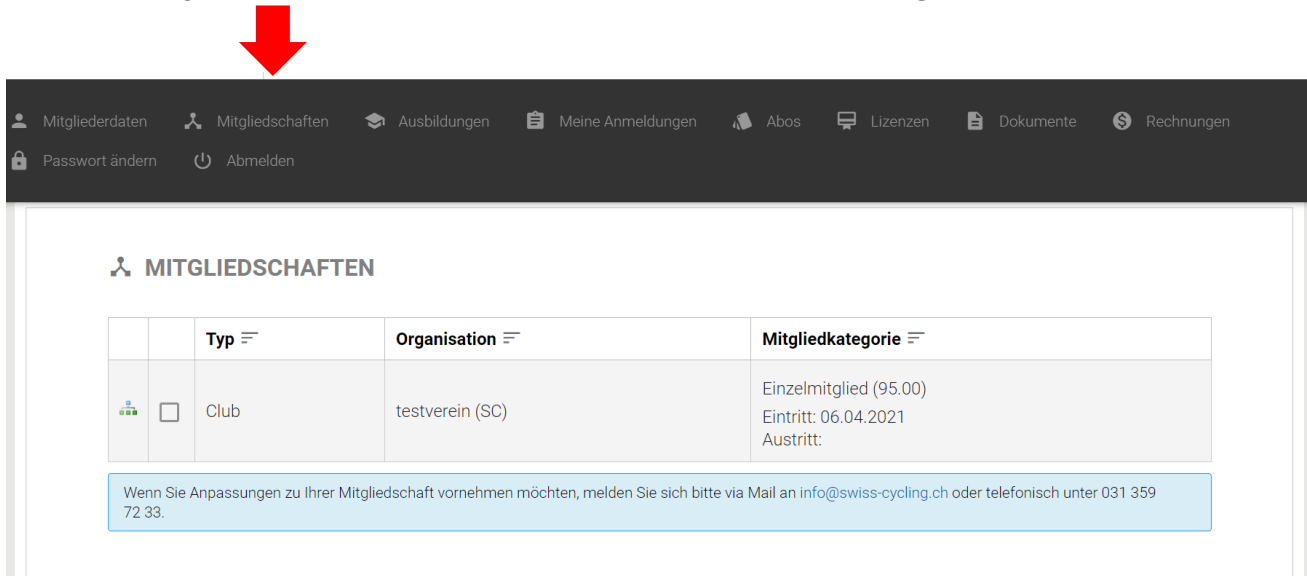 Mitgliederdaten Mitgliedschaften Ausbildungen Meine Anmeldungen Abos Lizenzen Dokumente Rechnungen
Passwort ändern Abmelden
MITGLIEDSCHAFTEN
Typ Organisation Mitgliedkategorie
Club testverein (SC) Einzelmitglied (95.00)
Eintritt: 06.04.2021
Austritt:
Wenn Sie Anpassungen zu Ihrer Mitgliedschaft vornehmen möchten, melden Sie sich bitte via Mail an info@swiss-cycling.ch oder telefonisch unter 031 359
72 33.